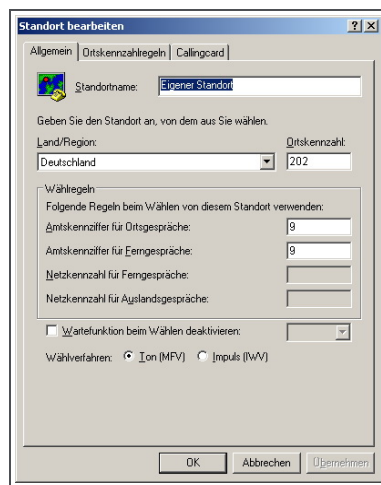 Standort bearbeiten
Allgemein Ortskennzahlregeln Callingcard
Standortname: Eigener Standort
Geben Sie den Standort an, von dem aus Sie wählen.
Land/Region: Ortskennzahl:
Deutschland 202
Wählregeln
Folgende Regeln beim Wählen von diesem Standort verwenden:
Amtskennziffer für Ortsgespräche: 9
Amtskennziffer für Ferngespräche: 9
Netzkennzahl für Ferngespräche:
Netzkennzahl für Auslandsgespräche:
Wartefunktion beim Wählen deaktivieren:
Wählverfahren: Ton (MFV) Impuls (IWV)
OK Abbrechen Übernehmen